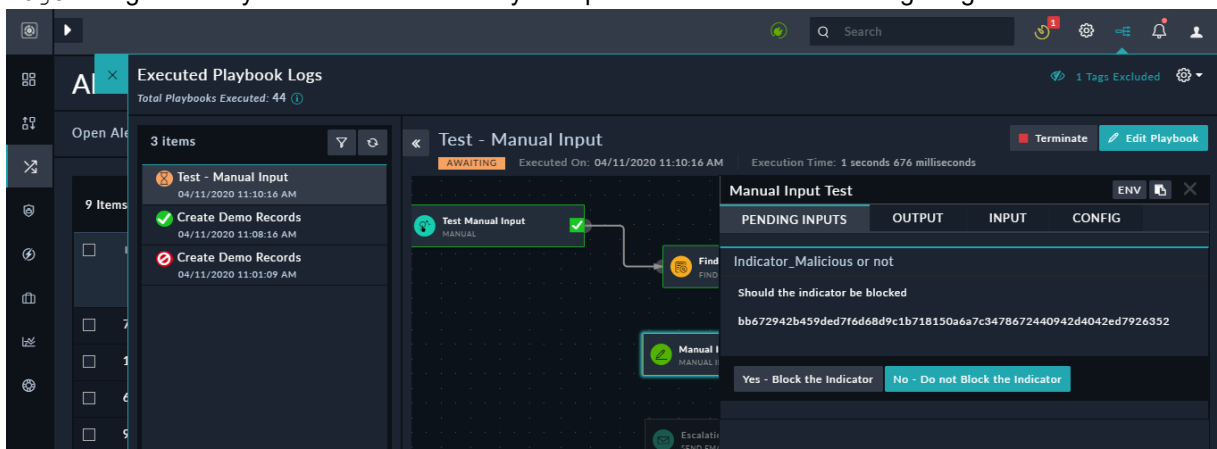 1
Search
Executed Playbook Logs
Total Playbooks Executed: 44
1 Tags Excluded
Open Ale
3 items
Test - Manual Input
Terminate
Edit Playbook
AWAITING Executed On: 04/11/2020 11:10:16 AM Execution Time: 1 seconds 676 milliseconds
9 Items
Test - Manual Input
04/11/2020 11:10:16 AM
Create Demo Records
04/11/2020 11:08:16 AM
Create Demo Records
04/11/2020 11:01:09 AM
Test Manual Input
MANUAL
Find
FIND
Manual I
MANUAL I
Escalati
Manual Input Test
ENV
PENDING INPUTS OUTPUT INPUT CONFIG
Indicator_Malicious or not
Should the indicator be blocked
bb672942b459ded7f6d68d9c1b718150a6a7c3478672440942d4042ed7926352
Yes - Block the Indicator No - Do not Block the Indicator